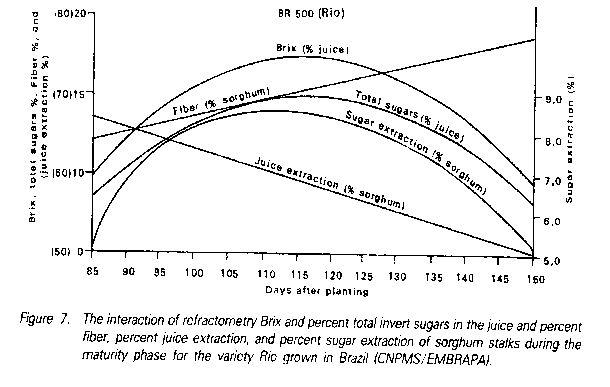 BR 500 (Rio)
Brix, total sugars %, Fiber %, and
(juice extraction %)
(80)20
(70)15
(60)10
(50) 0
Brix (% juice)
Fiber (% sorghum)
Total sugars (% juice)
Sugar extraction (% sorghum)
Juice extraction (% sorghum)
9,0
8,0
7,0
6,0
5,0
Sugar extraction (%)
85 90 95 100 105 110 115 120 125 130 135 140 150
Days after planting
Figure 7. The interaction of refractometry Brix and percent total invert sugars in the juice and percent
fiber, percent juice extraction, and percent sugar extraction of sorghum stalks during the
maturity phase for the variety Rio grown in Brazil (CNPMS/EMBRAPA).